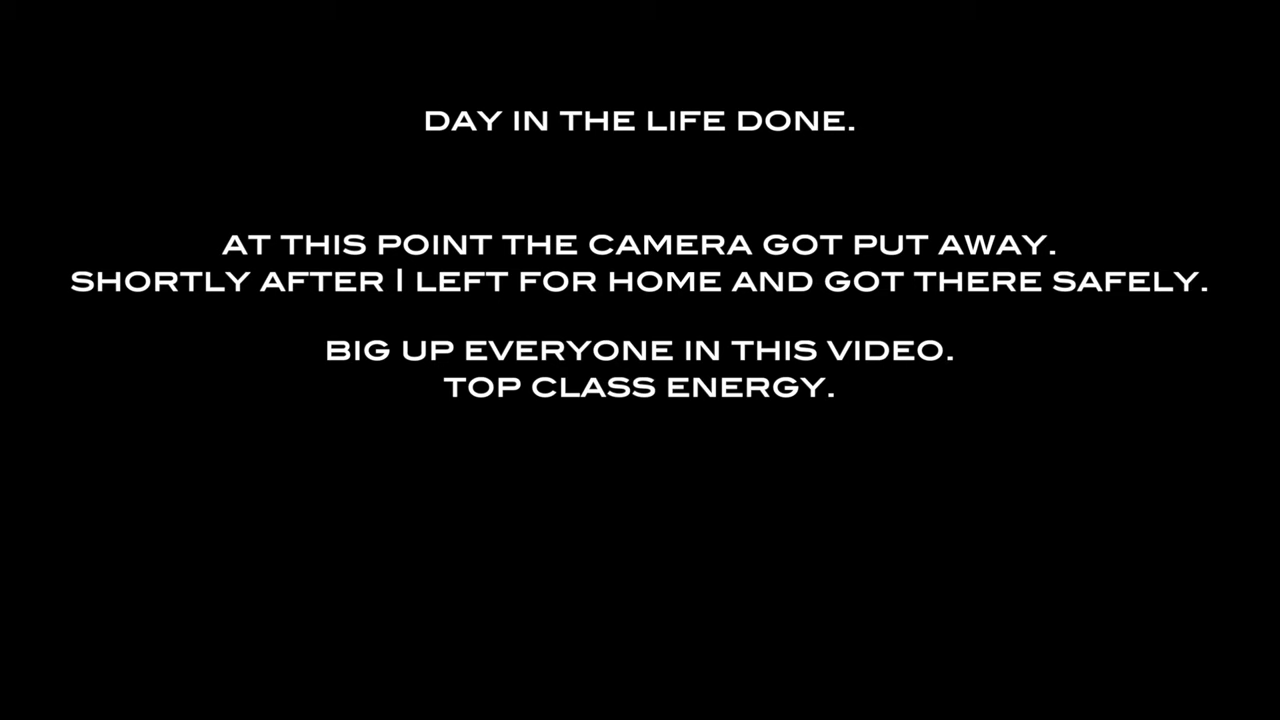 DAY IN THE LIFE DONE.
AT THIS POINT THE CAMERA GOT PUT AWAY.
SHORTLY AFTER I LEFT FOR HOME AND GOT THERE SAFELY.
BIG UP EVERYONE IN THIS VIDEO.
TOP CLASS ENERGY.